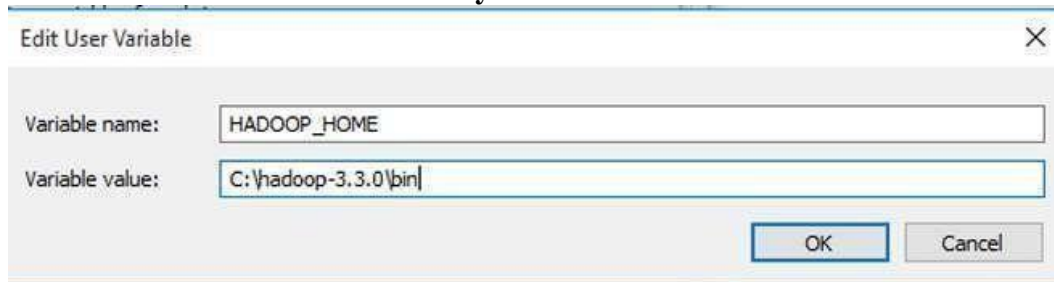 Edit User Variable
Variable name: HADOOP_HOME
Variable value: C:\hadoop-3.3.0\bin
OK Cancel